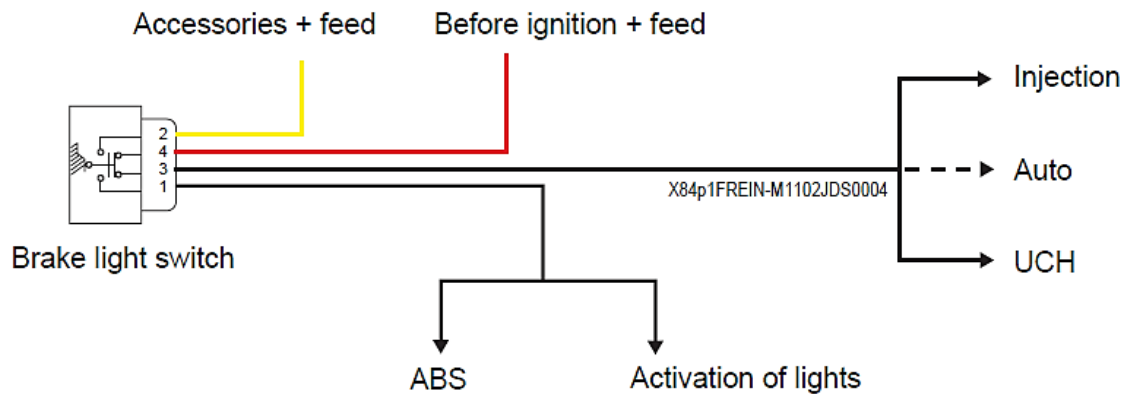 Accessories + feed
Before ignition + feed
Injection
2
4
3
1
Auto
X84p1FREIN-M1102JDS0004
Brake light switch
UCH
ABS
Activation of lights